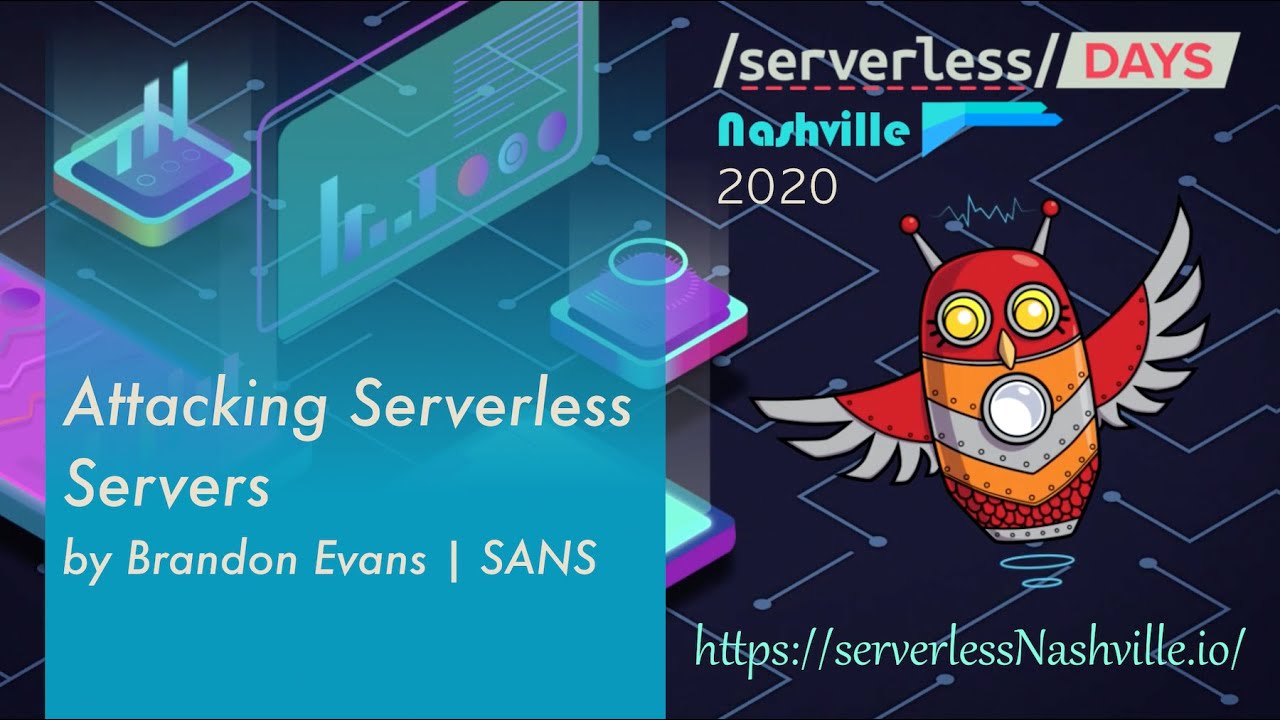 /serverless/DAYS
Nashville
2020
Attacking Serverless
Servers
by Brandon Evans | SANS
https://serverlessNashville.io/